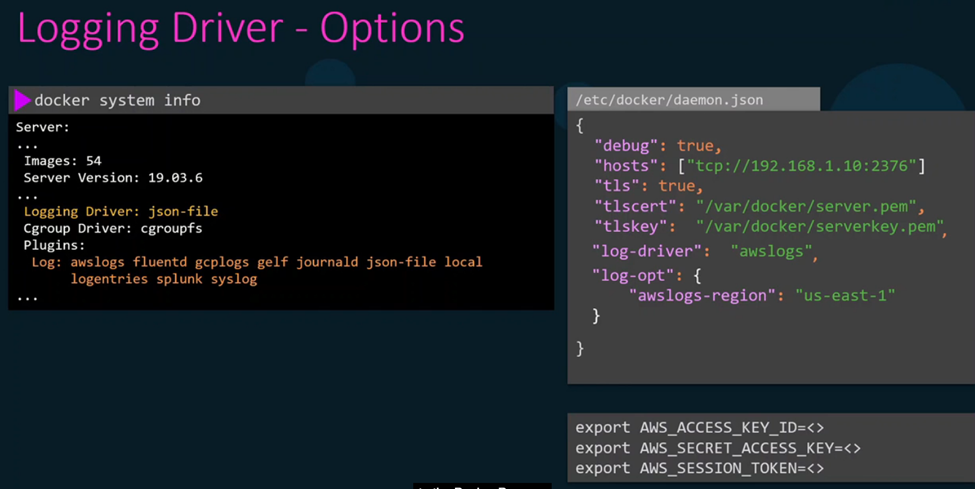 Logging Driver - Options
docker system info
Server:
...
Images: 54
Server Version: 19.03.6
...
Logging Driver: json-file
Cgroup Driver: cgroupfs
Plugins:
Log: awslogs fluentd gcplogs gelf journald json-file local
logentries splunk syslog
...
/etc/docker/daemon.json
{
"debug": true,
"hosts": ["tcp://192.168.1.10:2376"]
"tls": true,
"tlscert": "/var/docker/server.pem",
"tlskey": "/var/docker/serverkey.pem",
"log-driver": "awslogs",
"log-opt": {
"awslogs-region": "us-east-1"
}
}
export AWS_ACCESS_KEY_ID=<>
export AWS_SECRET_ACCESS_KEY=<>
export AWS_SESSION_TOKEN=<>